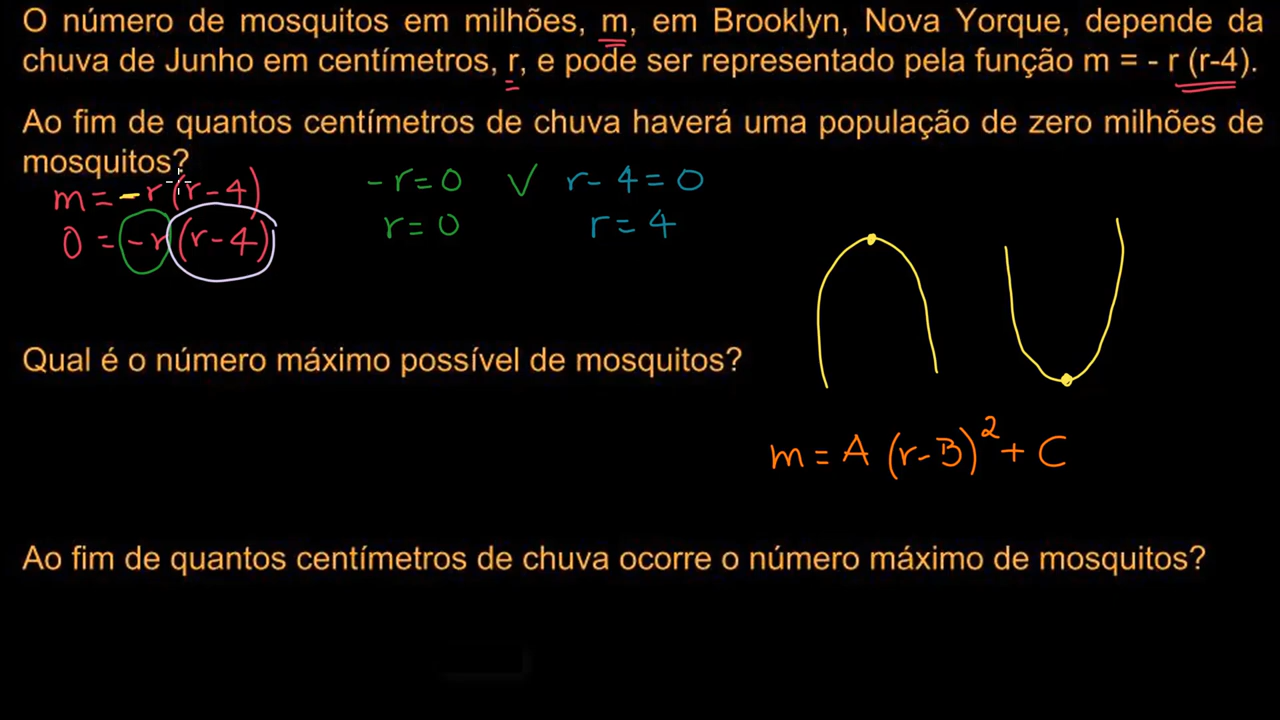 O número de mosquitos em milhões, m, em Brooklyn, Nova Yorque, depende da
chuva de Junho em centímetros, r, e pode ser representado pela função m = - r (r-4).
Ao fim de quantos centímetros de chuva haverá uma população de zero milhões de
mosquitos?
m = -r (r-4)
0 = -r (r-4)
-r = 0 V r - 4 = 0
r = 0 r = 4
Qual é o número máximo possível de mosquitos?
m = A (r-B)² + C
Ao fim de quantos centímetros de chuva ocorre o número máximo de mosquitos?